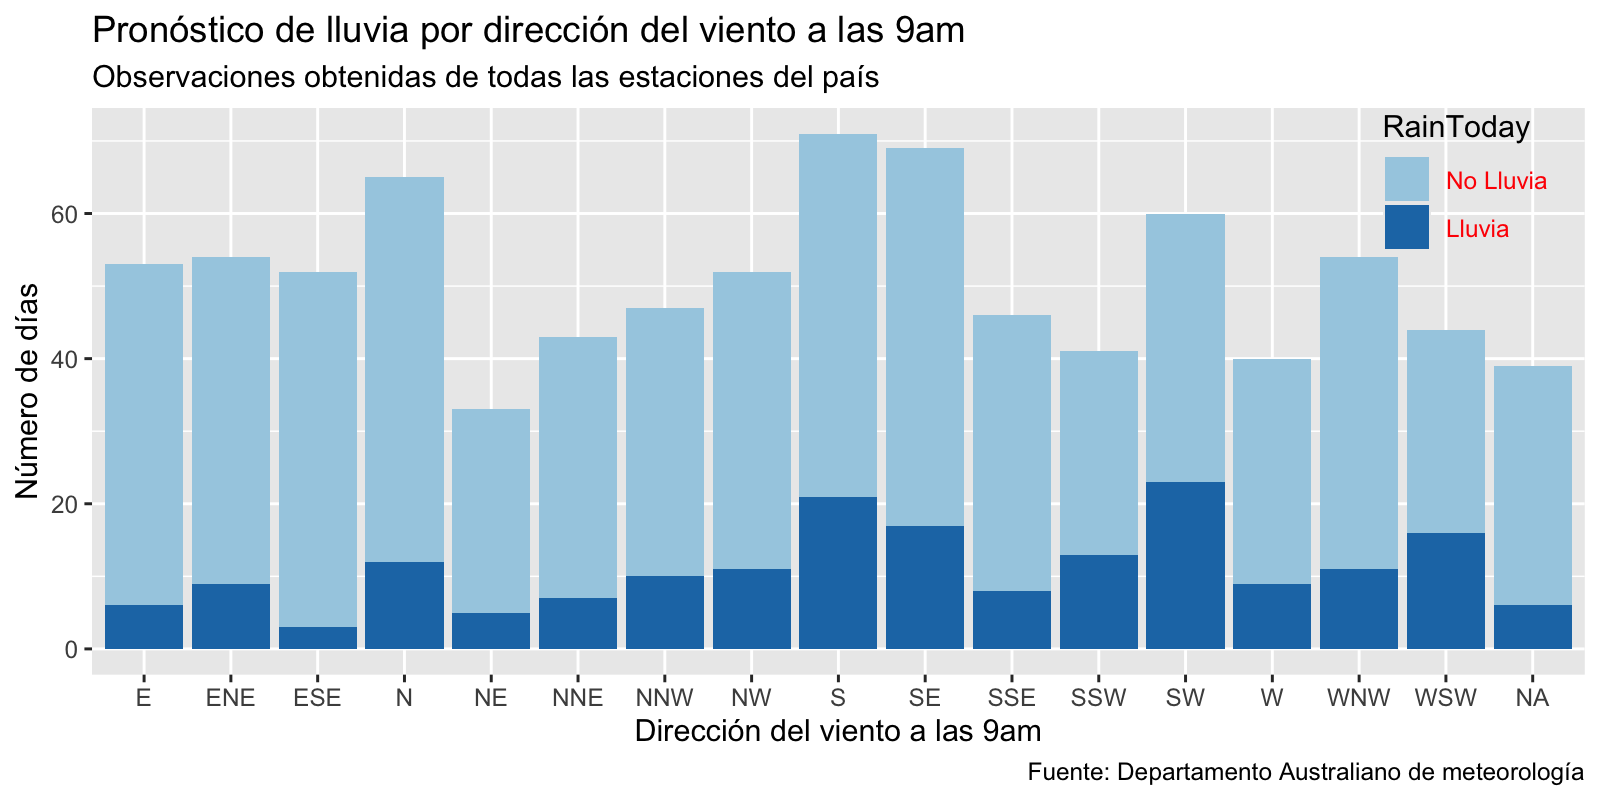 Pronóstico de lluvia por dirección del viento a las 9am
Observaciones obtenidas de todas las estaciones del país
RainToday
No Lluvia
Lluvia
Número de días
60
40
20
0
E ENE ESE N NE NNE NNW NW S SE SSE SSW SW W WNW WSW NA
Dirección del viento a las 9am
Fuente: Departamento Australiano de meteorología